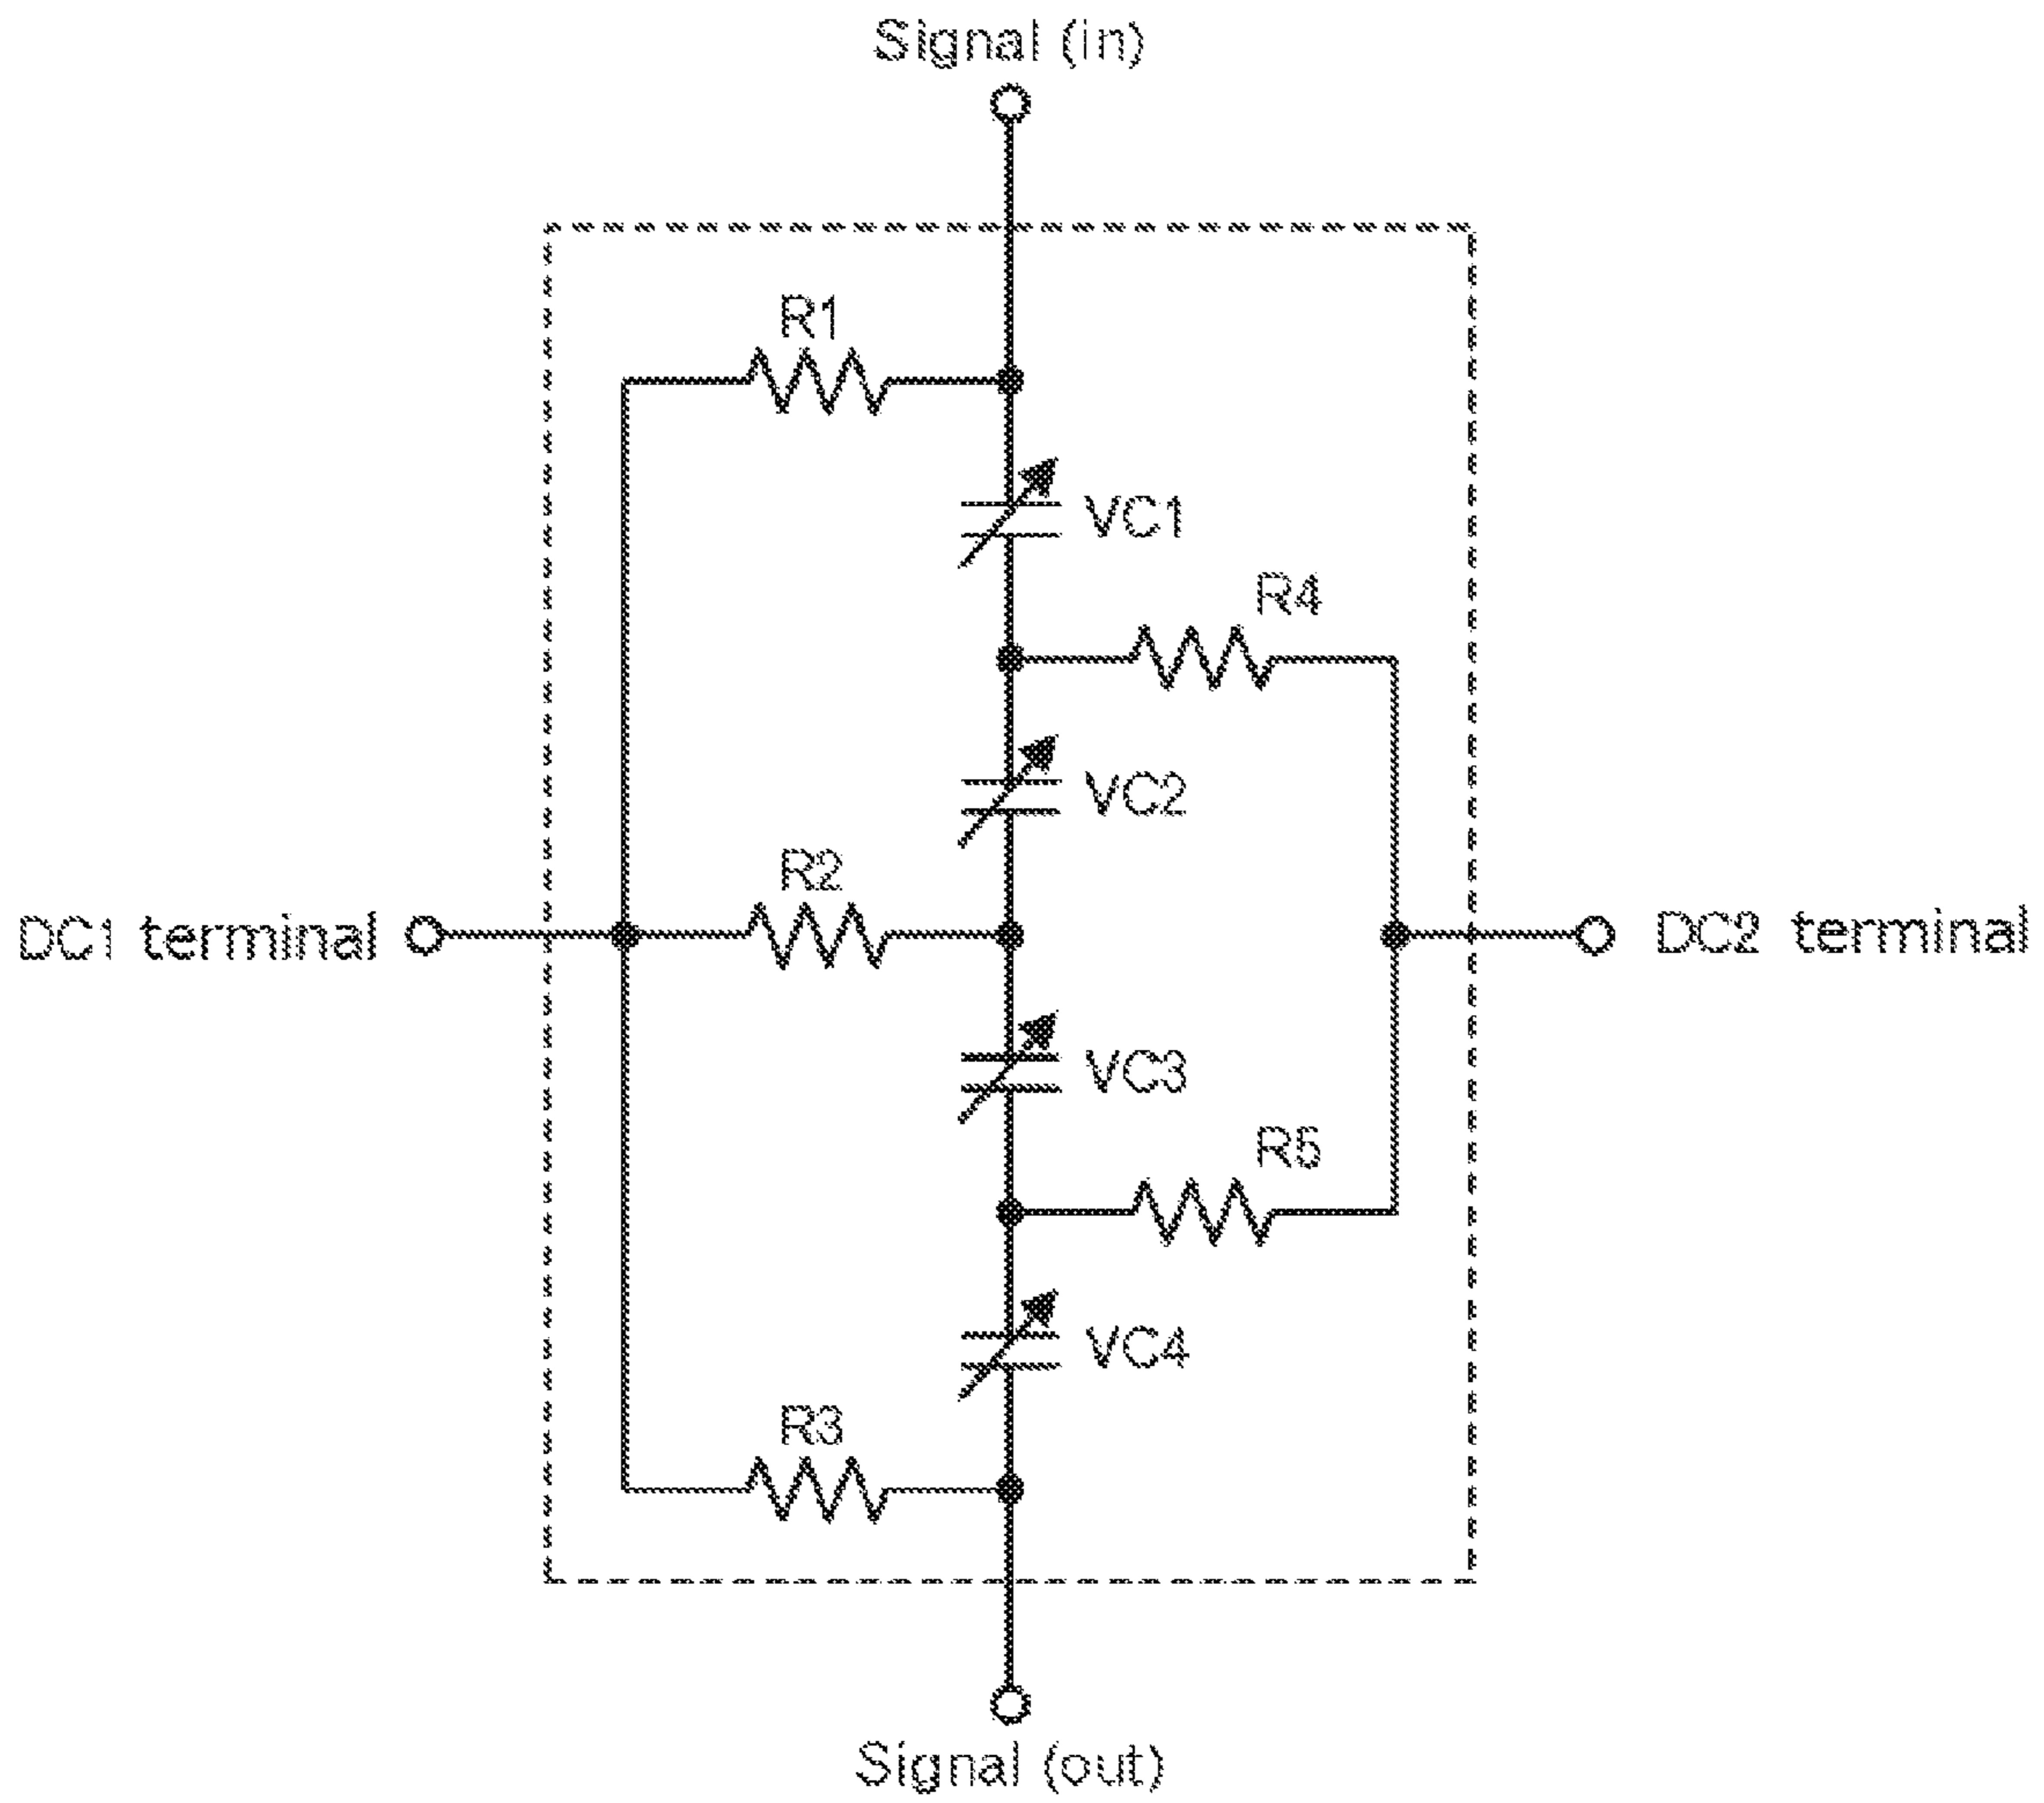 Signal (in)
R1
VC1
R4
VC2
R2
DC1 terminal
DC2 terminal
VC3
R5
VC4
R3
Signal (out)